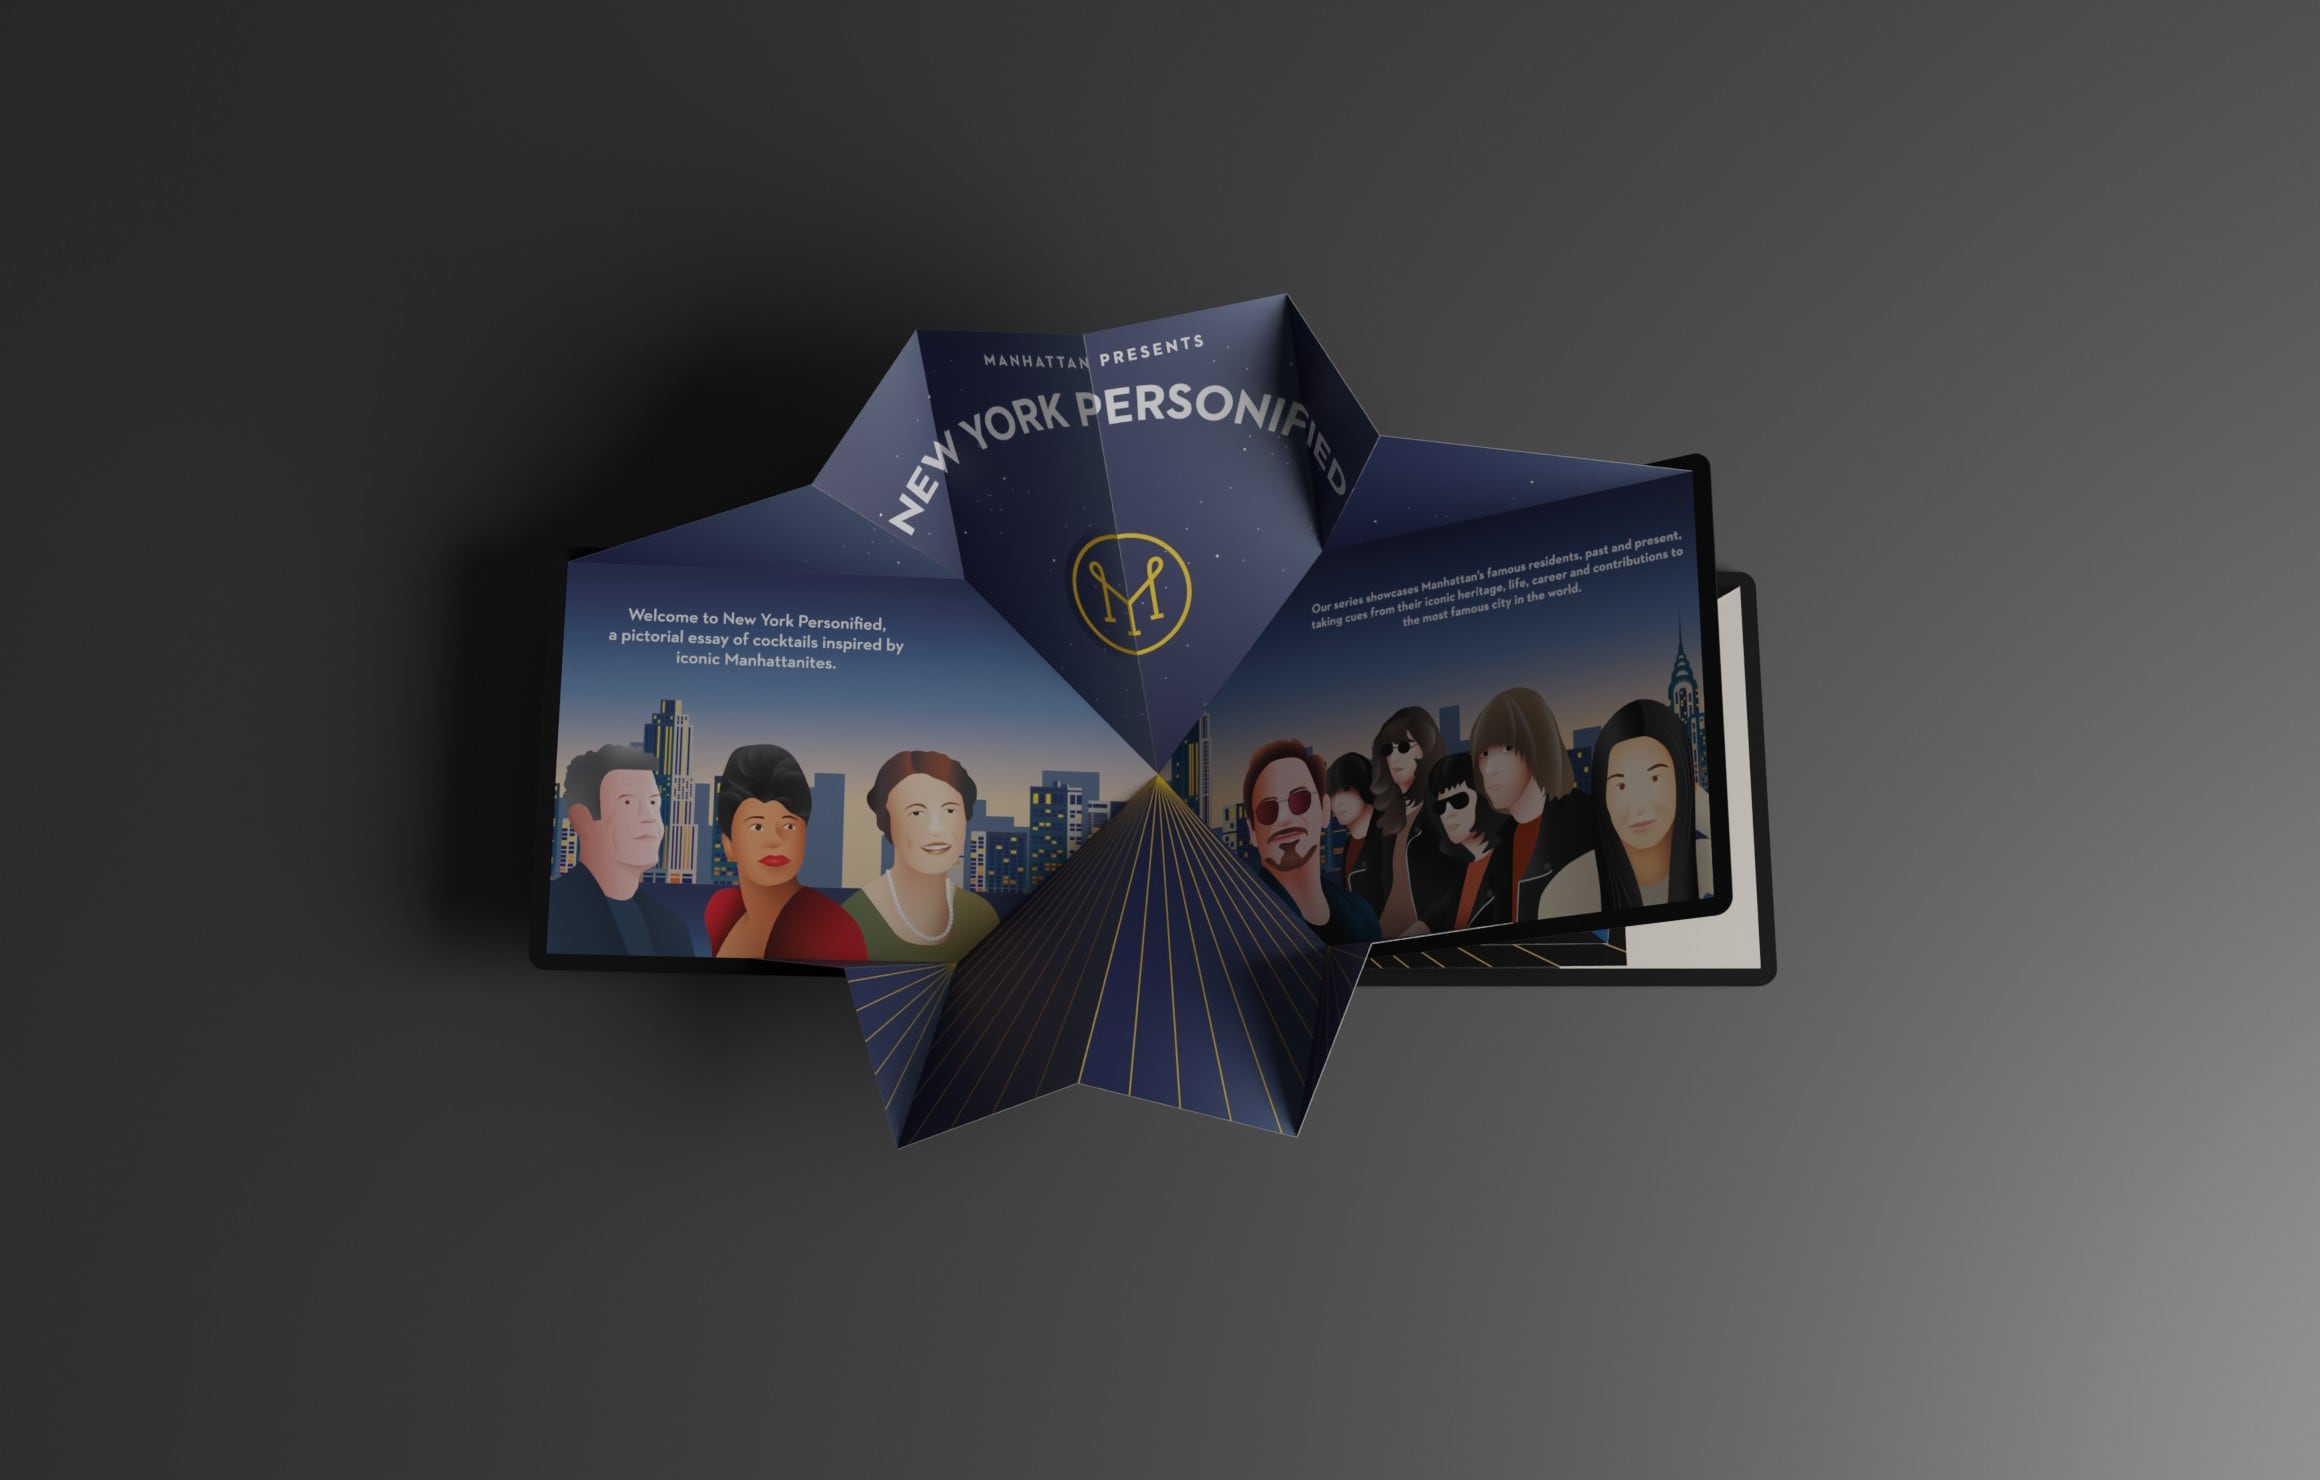 MANHATTAN PRESENTS
NEW YORK PERSONIFIED
M
Welcome to New York Personified,
a pictorial essay of cocktails inspired by
iconic Manhattanites.
Our series showcases Manhattan's famous residents, past and present,
taking cues from their iconic heritage, life, career and contributions to
the most famous city in the world.